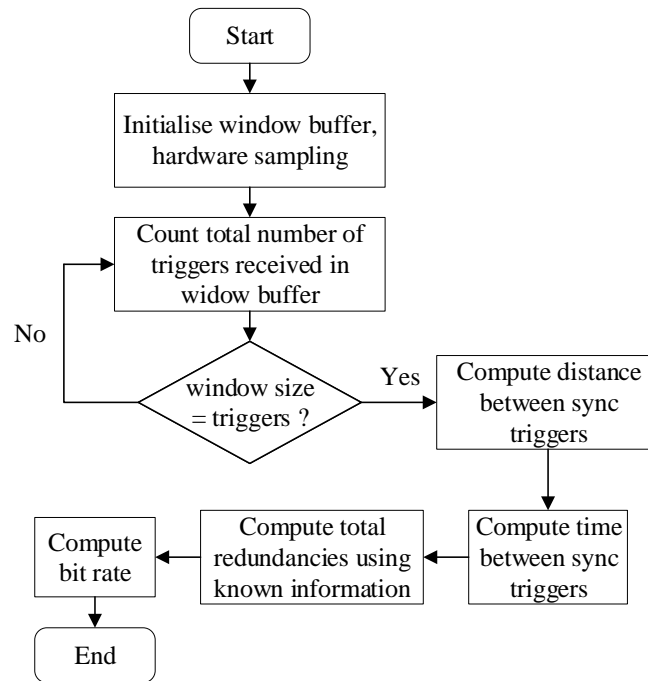 Start
Initialise window buffer,
hardware sampling
Count total number of
triggers received in
widow buffer
No
window size
= triggers ?
Yes
Compute distance
between sync
triggers
Compute time
between sync
triggers
Compute total
redundancies using
known information
Compute
bit rate
End